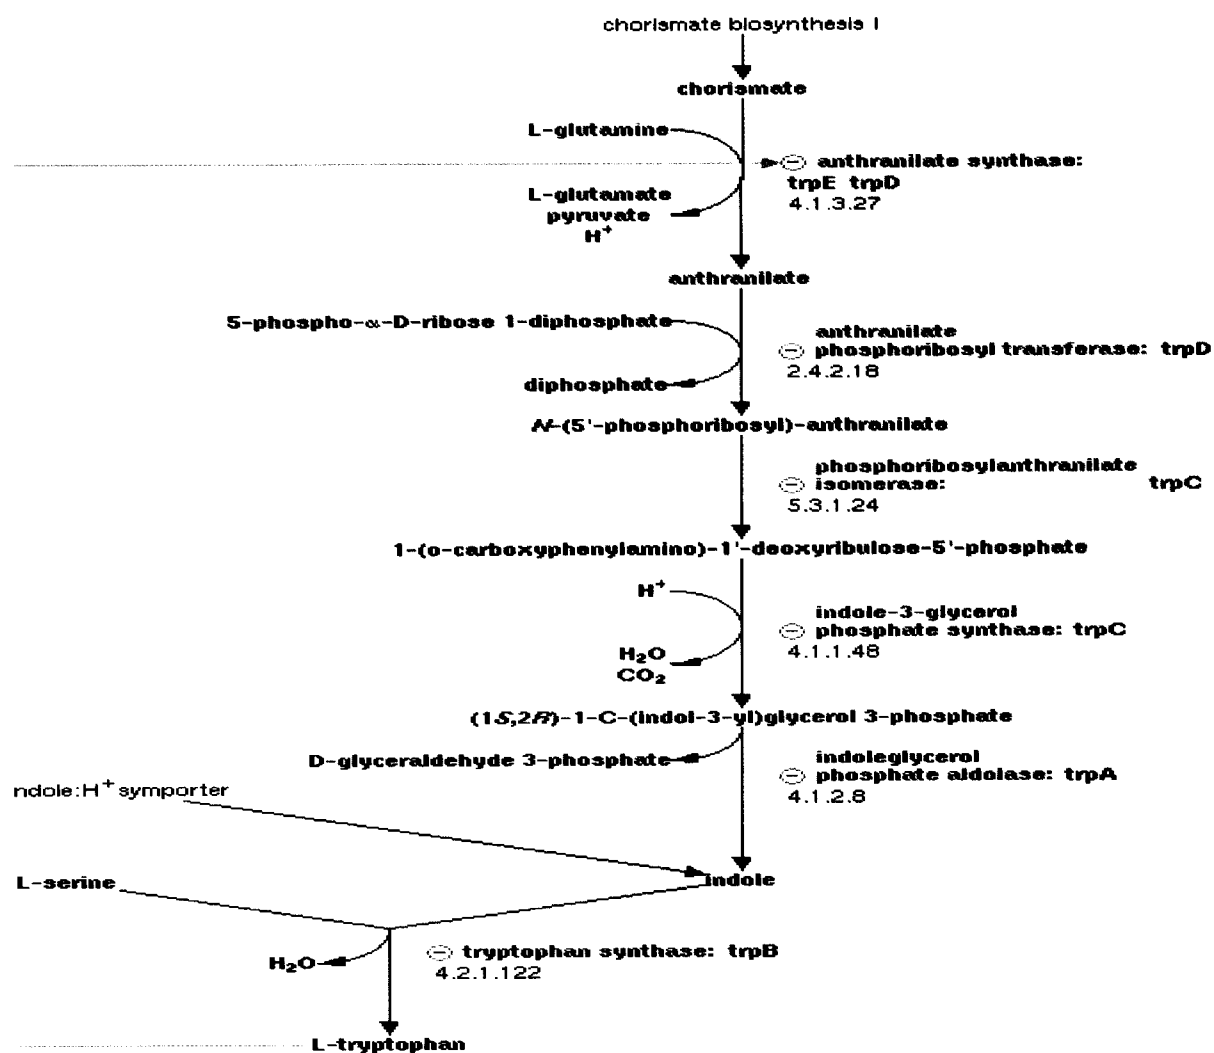 chorismate biosynthesis I
chorismate
L-glutamine
⊖ anthranilate synthase:
trpE trpD
4.1.3.27
L-glutamate
pyruvate
H⁺
anthranilate
5-phospho-α-D-ribose 1-diphosphate
anthranilate
⊖ phosphoribosyl transferase: trpD
2.4.2.18
diphosphate
N-(5'-phosphoribosyl)-anthranilate
phosphoribosylanthranilate
⊖ isomerase: trpC
5.3.1.24
1-(o-carboxyphenylamino)-1'-deoxyribulose-5'-phosphate
H⁺
indole-3-glycerol
⊖ phosphate synthase: trpC
4.1.1.48
H₂O
CO₂
(1S,2R)-1-C-(indol-3-yl)glycerol 3-phosphate
D-glyceraldehyde 3-phosphate
indoleglycerol
⊖ phosphate aldolase: trpA
4.1.2.8
ndole:H⁺ symporter
L-serine
indole
H₂O
⊖ tryptophan synthase: trpB
4.2.1.122
L-tryptophan